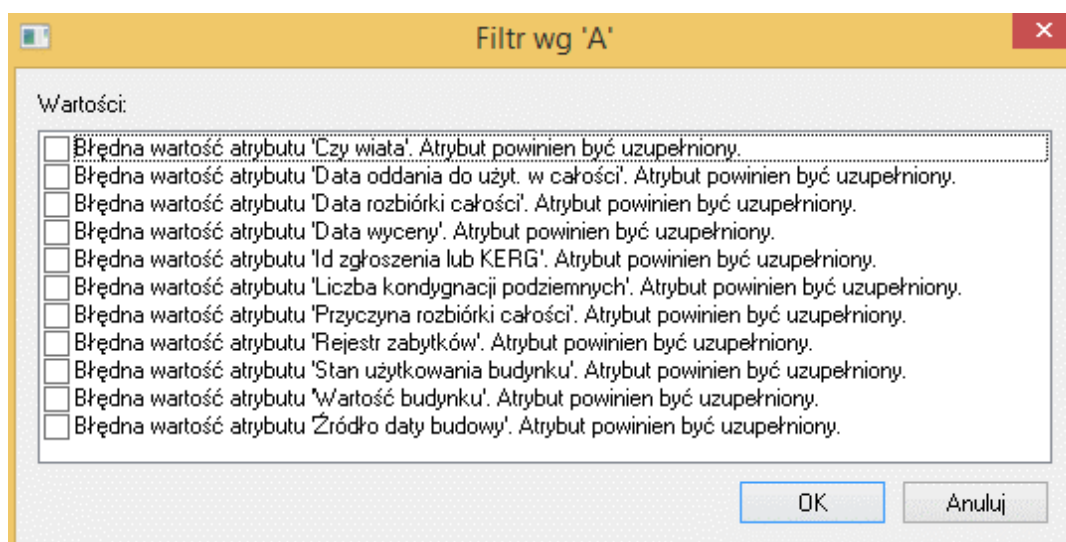 Filtr wg 'A'
Wartości:
Błędna wartość atrybutu 'Czy wiata'. Atrybut powinien być uzupełniony.
Błędna wartość atrybutu 'Data oddania do użyt. w całości'. Atrybut powinien być uzupełniony.
Błędna wartość atrybutu 'Data rozbiórki całości'. Atrybut powinien być uzupełniony.
Błędna wartość atrybutu 'Data wyceny'. Atrybut powinien być uzupełniony.
Błędna wartość atrybutu 'Id zgłoszenia lub KERG'. Atrybut powinien być uzupełniony.
Błędna wartość atrybutu 'Liczba kondygnacji podziemnych'. Atrybut powinien być uzupełniony.
Błędna wartość atrybutu 'Przyczyna rozbiórki całości'. Atrybut powinien być uzupełniony.
Błędna wartość atrybutu 'Rejestr zabytków'. Atrybut powinien być uzupełniony.
Błędna wartość atrybutu 'Stan użytkowania budynku'. Atrybut powinien być uzupełniony.
Błędna wartość atrybutu 'Wartość budynku'. Atrybut powinien być uzupełniony.
Błędna wartość atrybutu 'Źródło daty budowy'. Atrybut powinien być uzupełniony.
OK Anuluj